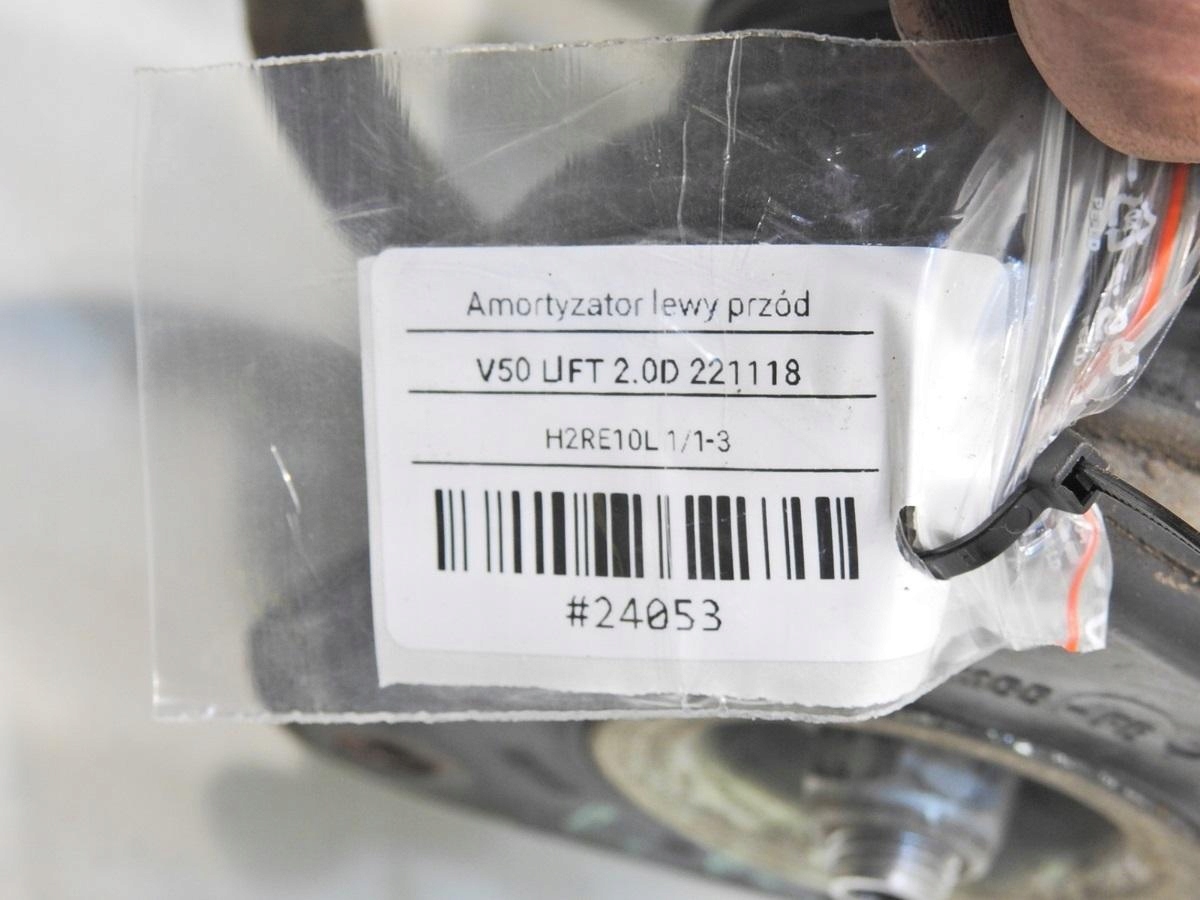 Amortyzator lewy przód
V50 LIFT 2.0D 221118
H2RE10L 1/1-3
#24053